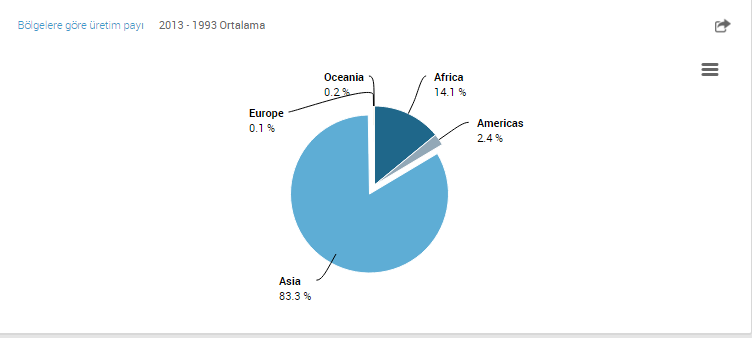 Bölgelere göre üretim payı 2013 - 1993 Ortalama
Oceania
0.2 %
Africa
14.1 %
Europe
0.1 %
Americas
2.4 %
Asia
83.3 %